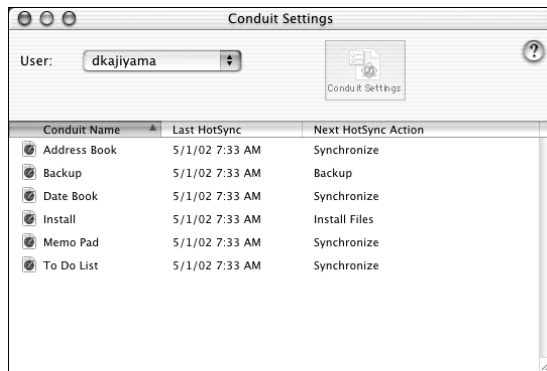 Conduit Settings
User: dkajiyama
Conduit Settings
?
Conduit Name Last HotSync Next HotSync Action
Address Book 5/1/02 7:33 AM Synchronize
Backup 5/1/02 7:33 AM Backup
Date Book 5/1/02 7:33 AM Synchronize
Install 5/1/02 7:33 AM Install Files
Memo Pad 5/1/02 7:33 AM Synchronize
To Do List 5/1/02 7:33 AM Synchronize